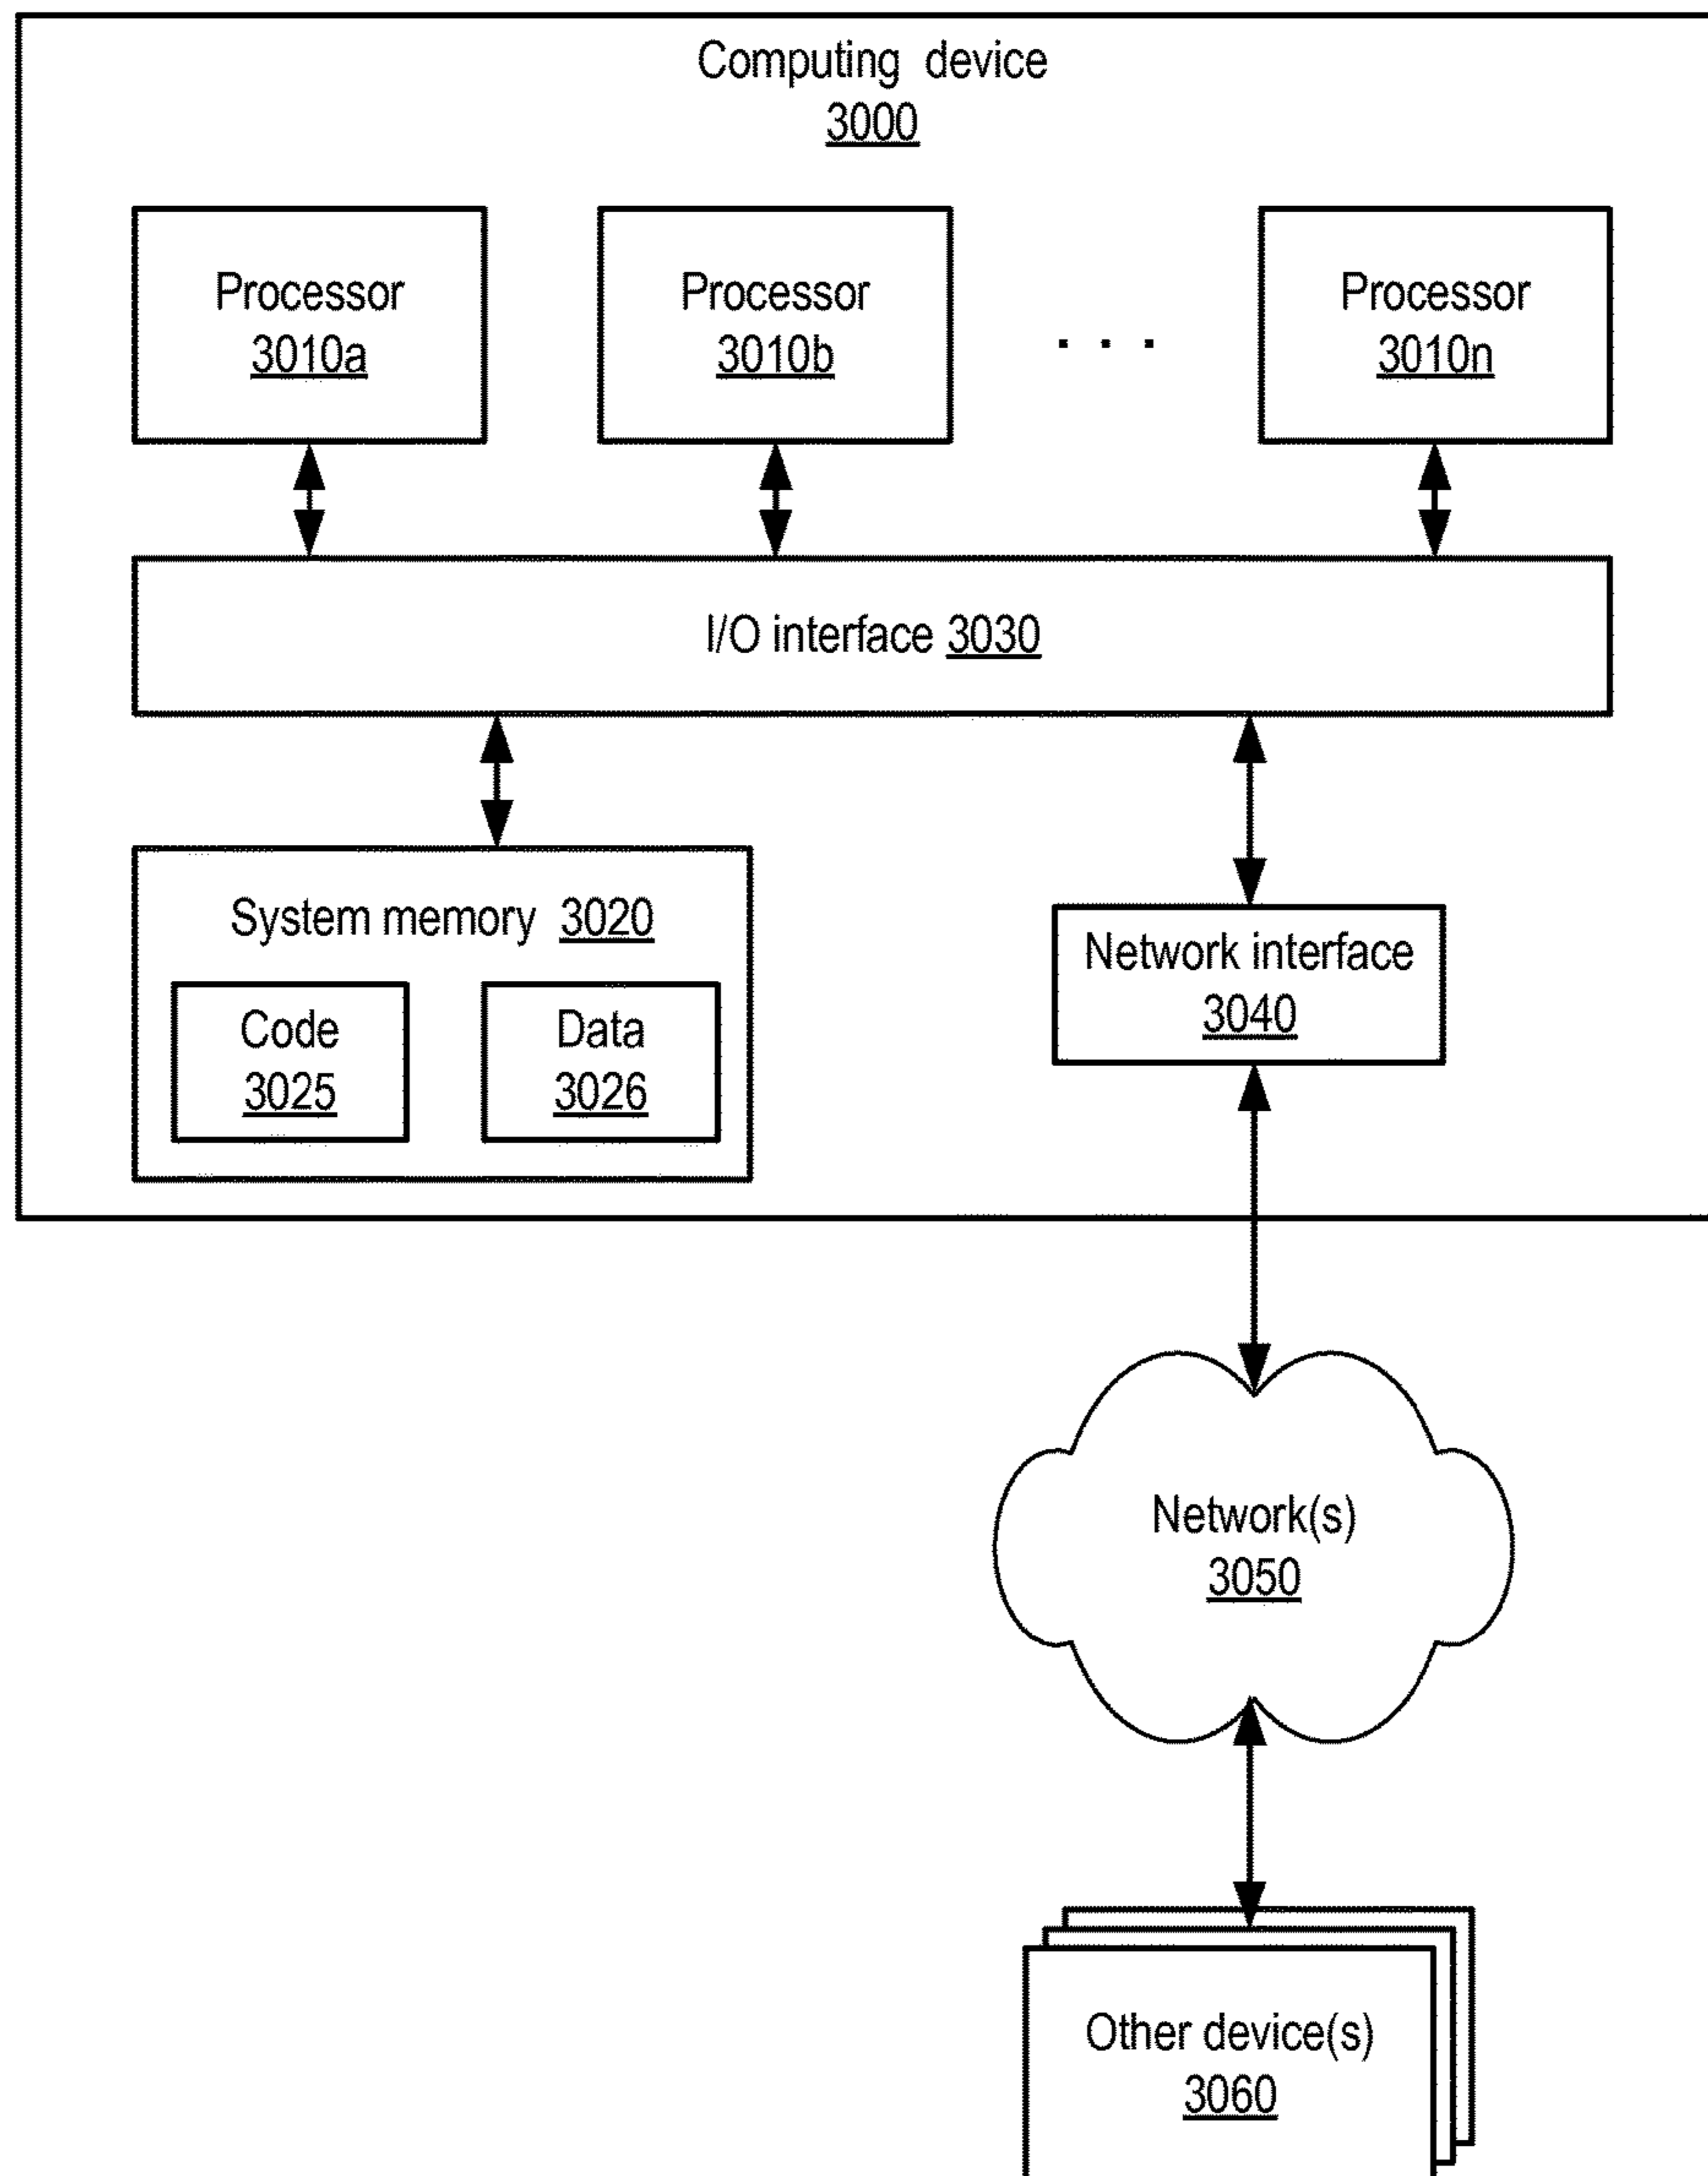 Computing device
3000
Processor
3010a
Processor
3010b
. . .
Processor
3010n
I/O interface 3030
System memory 3020
Code
3025
Data
3026
Network interface
3040
Network(s)
3050
Other device(s)
3060